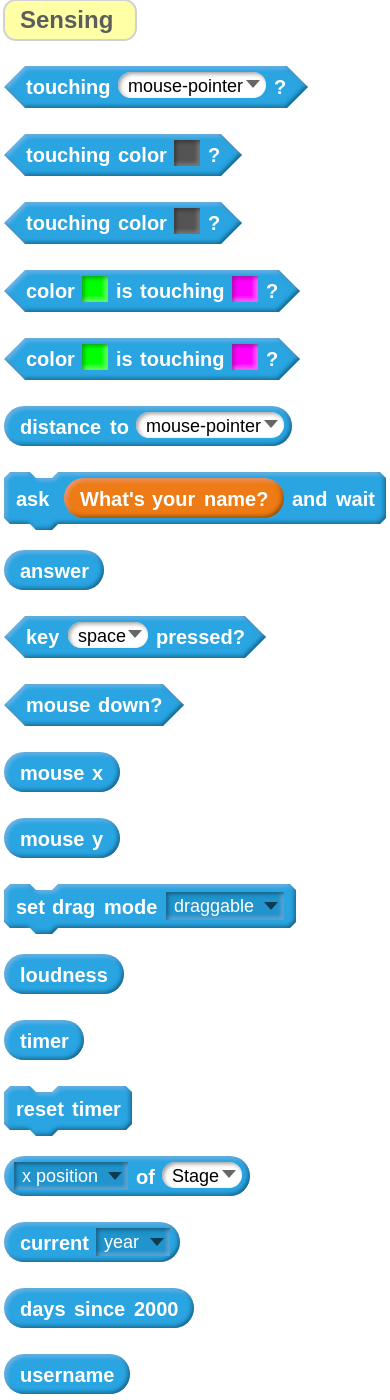 Sensing
touching mouse-pointer ?
touching color ?
touching color ?
color is touching ?
color is touching ?
distance to mouse-pointer
ask What's your name? and wait
answer
key space pressed?
mouse down?
mouse x
mouse y
set drag mode draggable
loudness
timer
reset timer
x position of Stage
current year
days since 2000
username